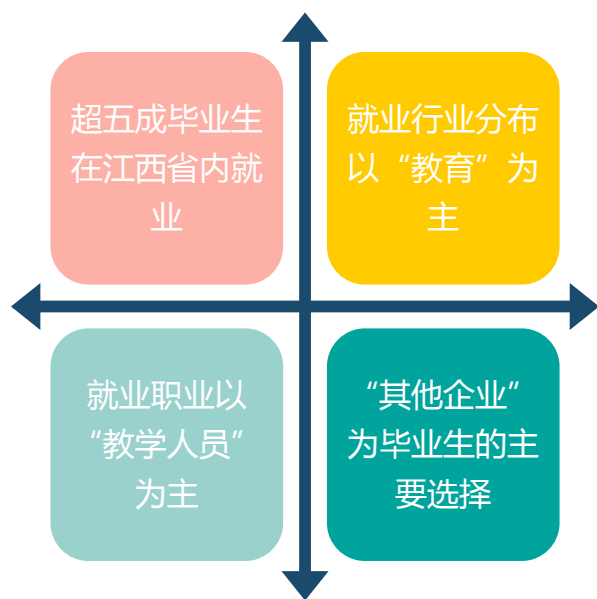 超五成毕业生
在江西省内就
业
就业行业分布
以“教育”为
主
就业职业以
“教学人员”
为主
“其他企业”
为毕业生的主
要选择